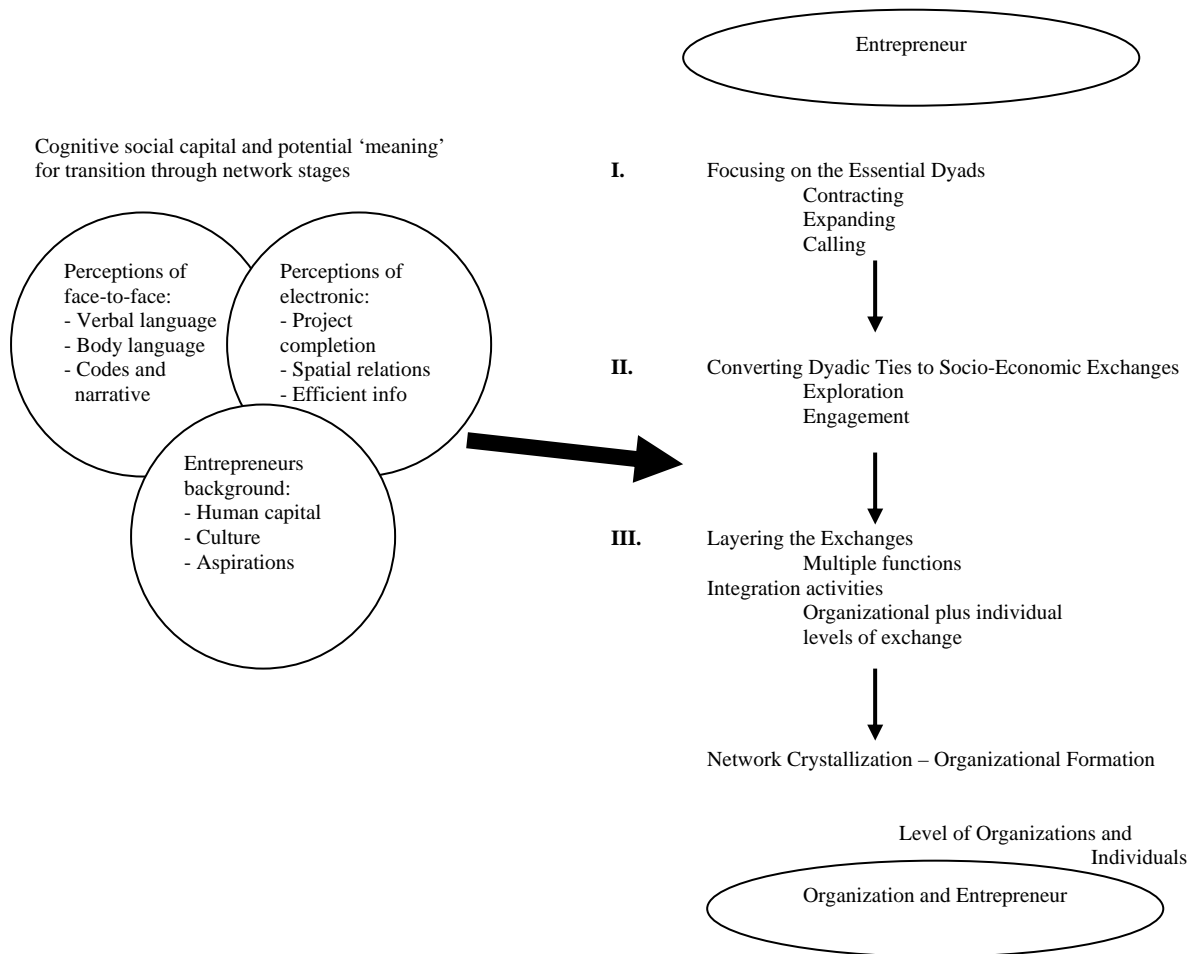 Entrepreneur
Cognitive social capital and potential ‘meaning’
for transition through network stages
Perceptions of
face-to-face:
- Verbal language
- Body language
- Codes and
narrative
Perceptions of
electronic:
- Project
completion
- Spatial relations
- Efficient info
Entrepreneurs
background:
- Human capital
- Culture
- Aspirations
I. Focusing on the Essential Dyads
Contracting
Expanding
Calling
II. Converting Dyadic Ties to Socio-Economic Exchanges
Exploration
Engagement
III. Layering the Exchanges
Multiple functions
Integration activities
Organizational plus individual
levels of exchange
Network Crystallization – Organizational Formation
Level of Organizations and
Individuals
Organization and Entrepreneur